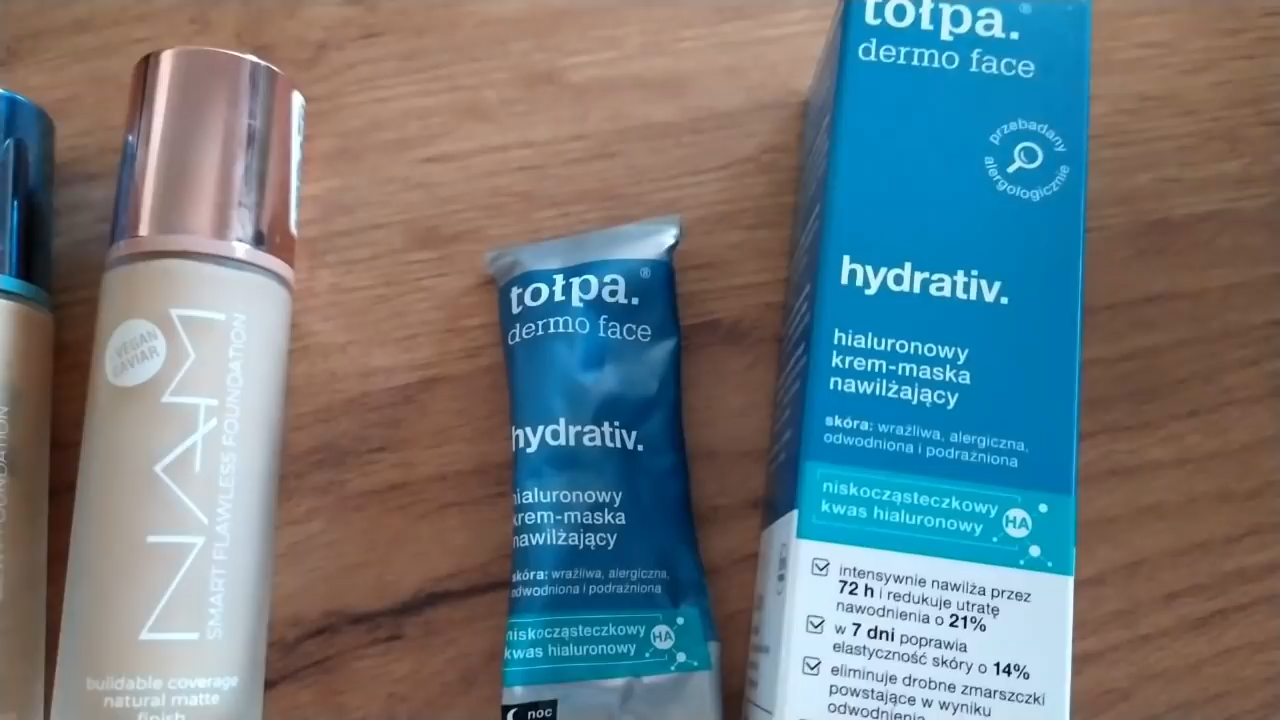 VEGAN
CAVIAR
NAM
SMART FLAWLESS FOUNDATION
buildable coverage
natural matte
finish
tołpa.®
dermo face
hydrativ.
hialuronowy
krem-maska
nawilżający
skóra: wrażliwa, alergiczna,
odwodniona i podrażniona
niskocząsteczkowy
kwas hialuronowy
HA
noc
tołpa.®
dermo face
przebadany
alergologicznie
hydrativ.
hialuronowy
krem-maska
nawilżający
skóra: wrażliwa, alergiczna,
odwodniona i podrażniona
niskocząsteczkowy
kwas hialuronowy
HA
intensywnie nawilża przez
72 h i redukuje utratę
nawodnienia o 21%
w 7 dni poprawia
elastyczność skóry o 14%
eliminuje drobne zmarszczki
powstające w wyniku
odwodnienia